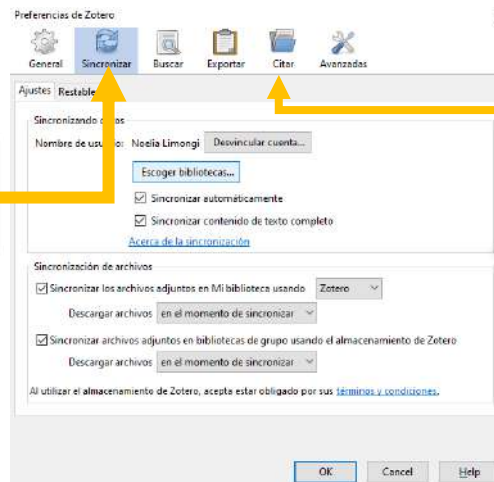 Preferencias de Zotero
General Sincronizar Buscar Exportar Citar Avanzadas
Ajustes
Sincronizando
Nombre de usuario: Noelia Limongi Desvincular cuenta...
Escoger bibliotecas...
Sincronizar automáticamente
Sincronizar contenido de texto completo
Acerca de la sincronización
Sincronización de archivos
Sincronizar los archivos adjuntos en Mi biblioteca usando Zotero
Descargar archivos en el momento de sincronizar
Sincronizar archivos adjuntos en bibliotecas de grupo usando el almacenamiento de Zotero
Descargar archivos en el momento de sincronizar
Al utilizar el almacenamiento de Zotero, acepta estar obligado por sus términos y condiciones.
OK Cancel Help